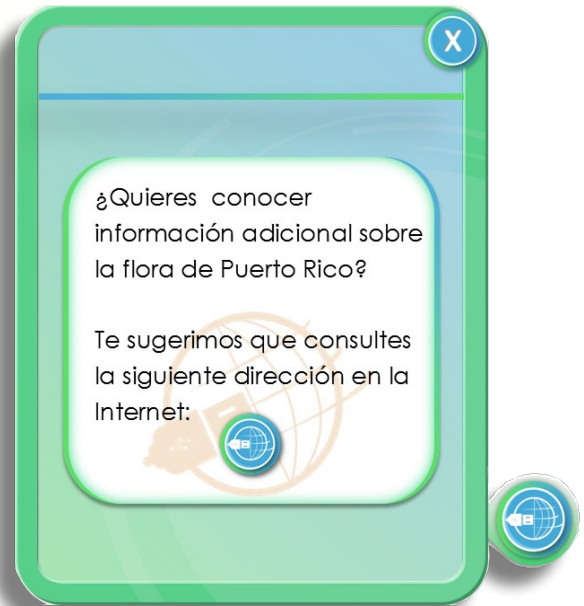 X
¿Quieres conocer
información adicional sobre
la flora de Puerto Rico?
Te sugerimos que consultes
la siguiente dirección en la
Internet: